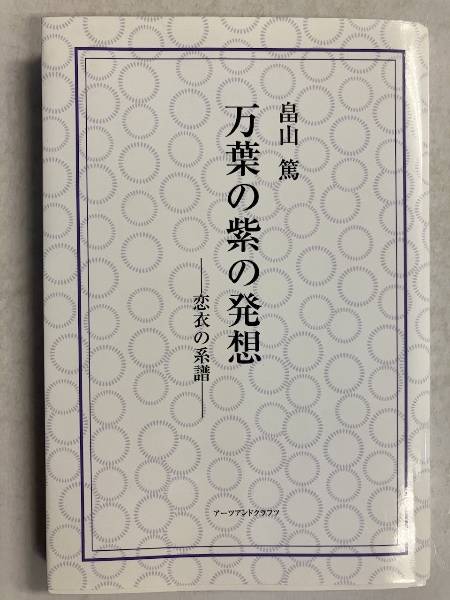 畠山 篤
万葉の紫の発想
――恋衣の系譜――
アーツアンドクラフツ